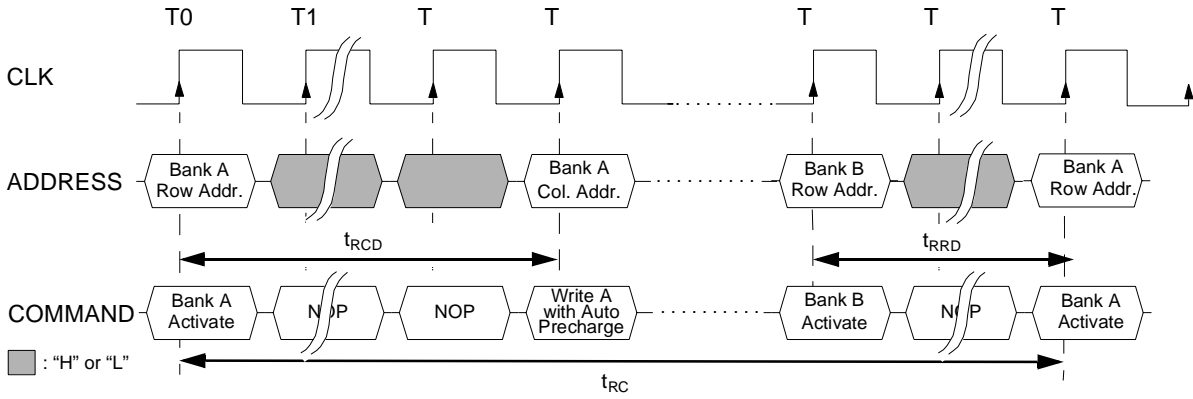 T0 T1 T T T T T
CLK
ADDRESS
Bank A
Row Addr.
Bank A
Col. Addr.
Bank B
Row Addr.
Bank A
Row Addr.
tRCD
tRRD
COMMAND
Bank A
Activate
NOP
NOP
Write A
with Auto
Precharge
Bank B
Activate
NOP
Bank A
Activate
: “H” or “L”
tRC